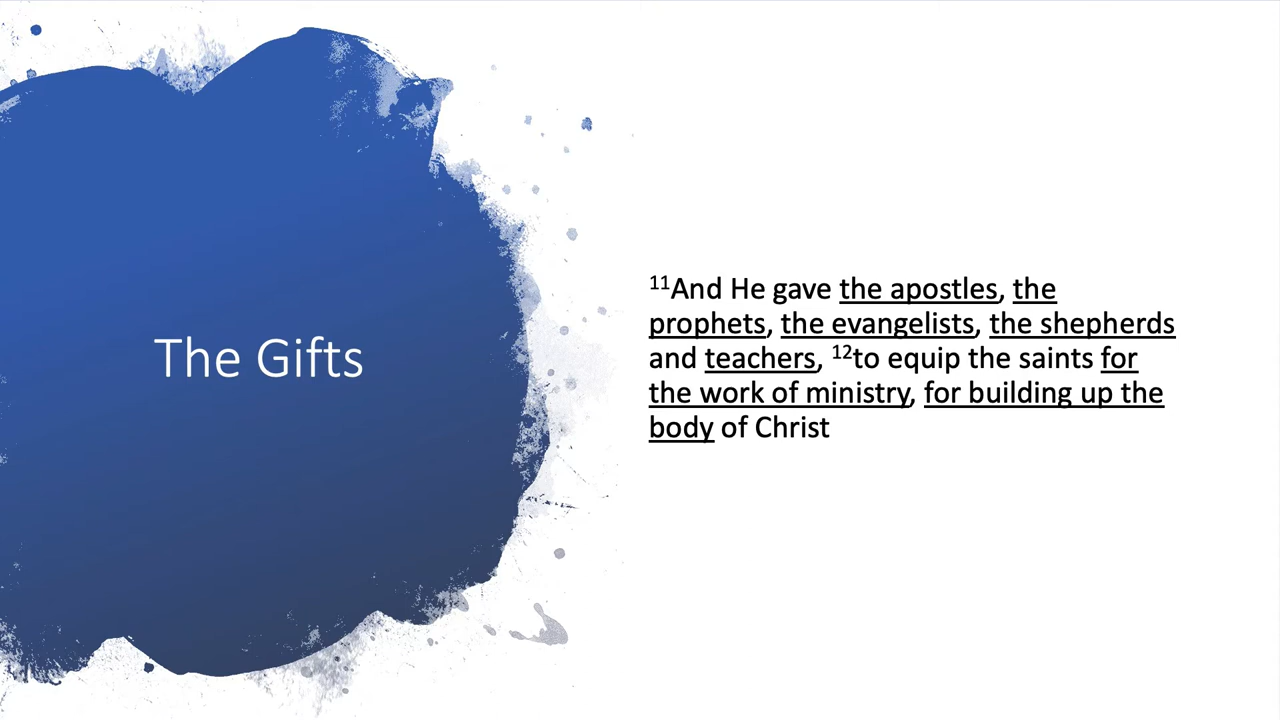 The Gifts
¹¹And He gave the apostles, the
prophets, the evangelists, the shepherds
and teachers, ¹²to equip the saints for
the work of ministry, for building up the
body of Christ